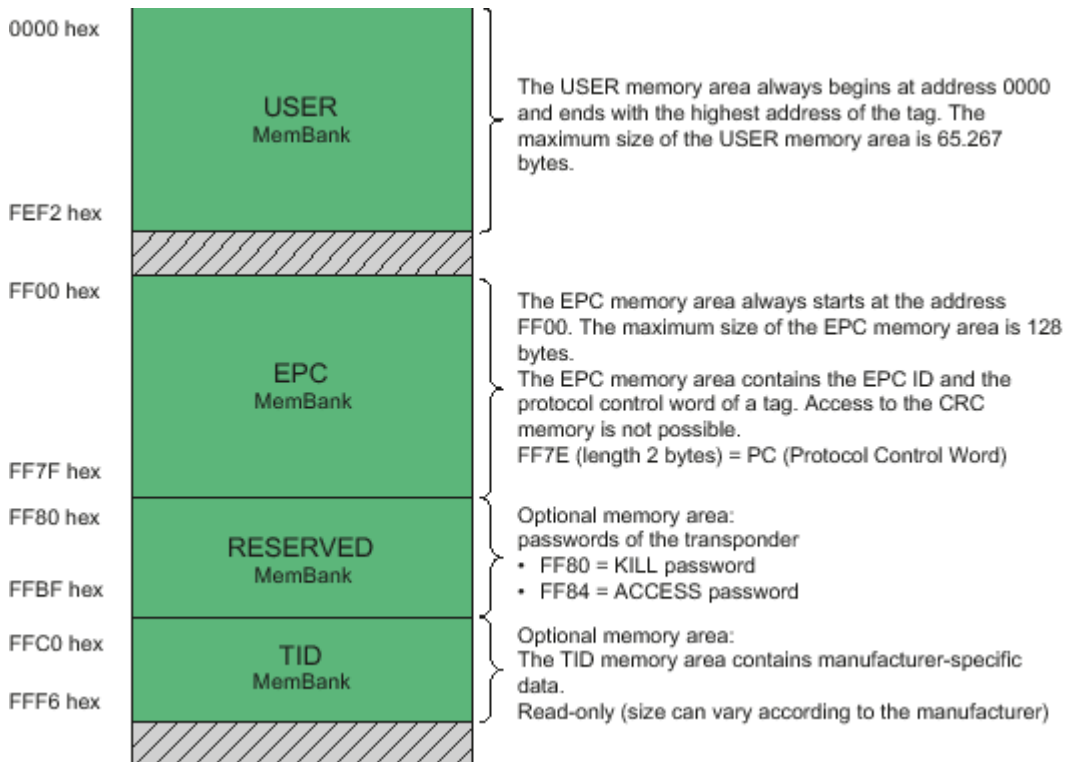 0000 hex
USER
MemBank
The USER memory area always begins at address 0000
and ends with the highest address of the tag. The
maximum size of the USER memory area is 65.267
bytes.
FEF2 hex
FF00 hex
EPC
MemBank
The EPC memory area always starts at the address
FF00. The maximum size of the EPC memory area is 128
bytes.
The EPC memory area contains the EPC ID and the
protocol control word of a tag. Access to the CRC
memory is not possible.
FF7E (length 2 bytes) = PC (Protocol Control Word)
FF7F hex
FF80 hex
RESERVED
MemBank
Optional memory area:
passwords of the transponder
• FF80 = KILL password
• FF84 = ACCESS password
FFBF hex
FFC0 hex
TID
MemBank
Optional memory area:
The TID memory area contains manufacturer-specific
data.
Read-only (size can vary according to the manufacturer)
FFF6 hex